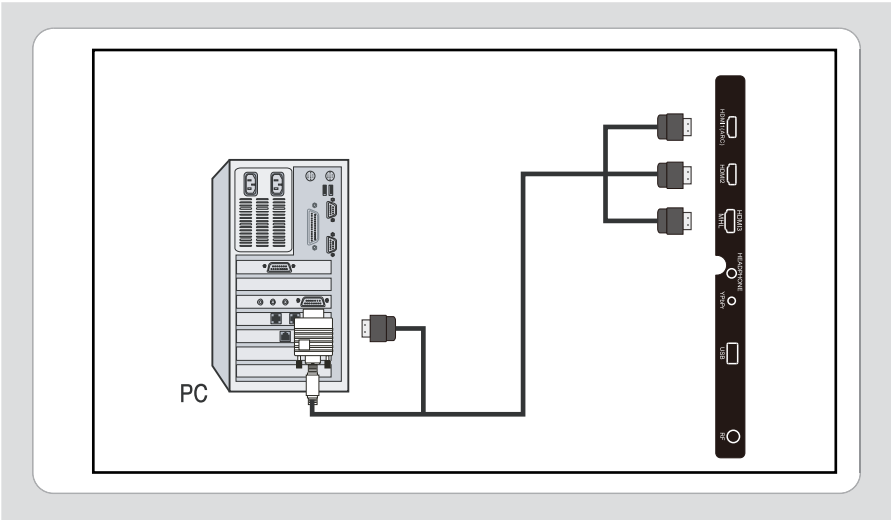 PC
HDMI1(ARC)
HDMI2
HDMI3
MHL
HEADPHONE
YPbPr
USB
RF